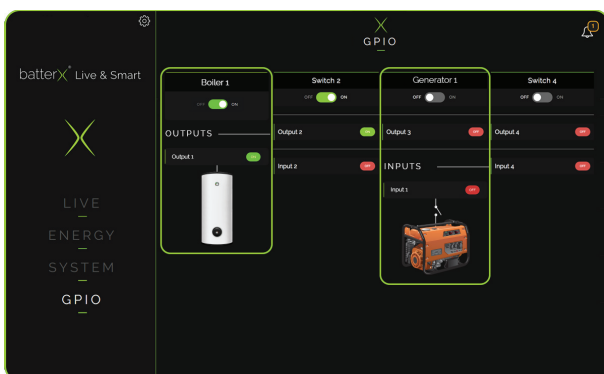 1
GPIO
batterX® Live & Smart
LIVE
ENERGY
SYSTEM
GPIO
Boiler 1
Switch 2
Generator 1
Switch 4
OFF ON
OFF ON
OFF ON
OFF ON
OUTPUTS
Output 2 ON
Output 3 OFF
Output 4 OFF
Output 1 ON
Input 2 OFF
INPUTS
Input 4 OFF
Input 1 OFF